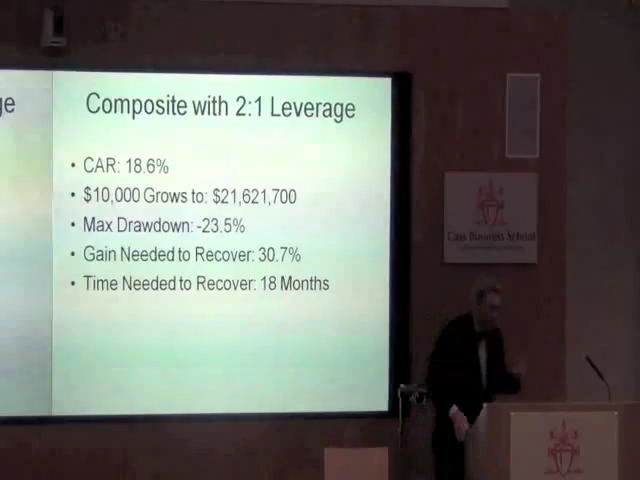 ge
Composite with 2:1 Leverage
• CAR: 18.6%
• $10,000 Grows to: $21,621,700
• Max Drawdown: -23.5%
• Gain Needed to Recover: 30.7%
• Time Needed to Recover: 18 Months
Cass Business School